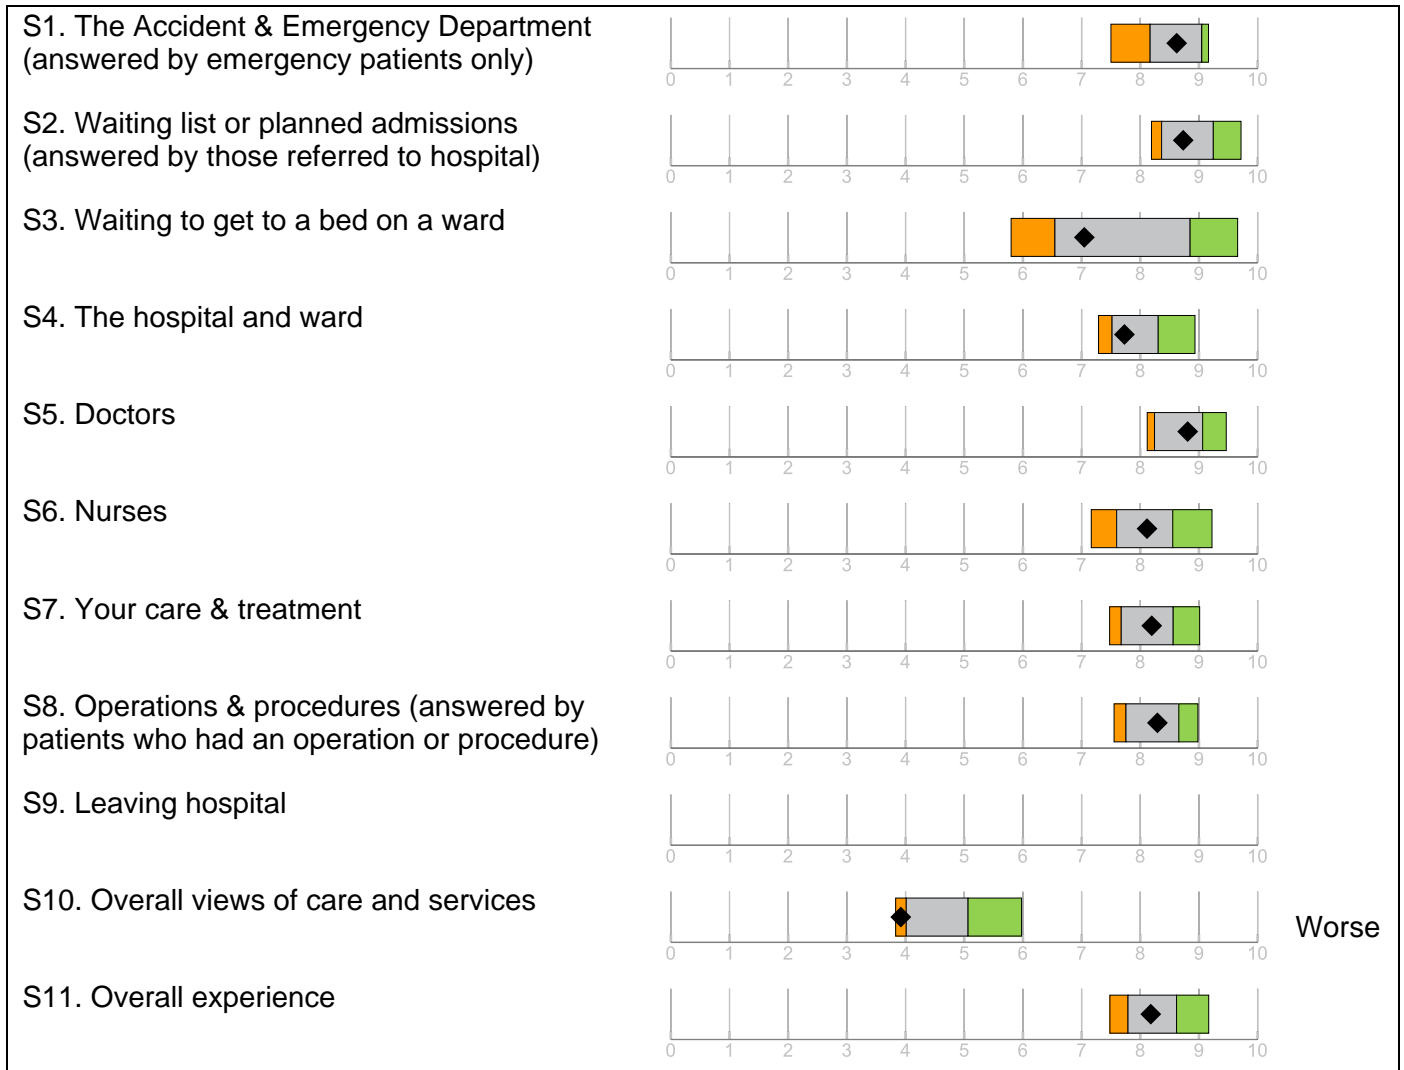 S1. The Accident & Emergency Department
(answered by emergency patients only)
0 1 2 3 4 5 6 7 8 9 10
S2. Waiting list or planned admissions
(answered by those referred to hospital)
0 1 2 3 4 5 6 7 8 9 10
S3. Waiting to get to a bed on a ward
0 1 2 3 4 5 6 7 8 9 10
S4. The hospital and ward
0 1 2 3 4 5 6 7 8 9 10
S5. Doctors
0 1 2 3 4 5 6 7 8 9 10
S6. Nurses
0 1 2 3 4 5 6 7 8 9 10
S7. Your care & treatment
0 1 2 3 4 5 6 7 8 9 10
S8. Operations & procedures (answered by
patients who had an operation or procedure)
0 1 2 3 4 5 6 7 8 9 10
S9. Leaving hospital
0 1 2 3 4 5 6 7 8 9 10
S10. Overall views of care and services
Worse
0 1 2 3 4 5 6 7 8 9 10
S11. Overall experience
0 1 2 3 4 5 6 7 8 9 10